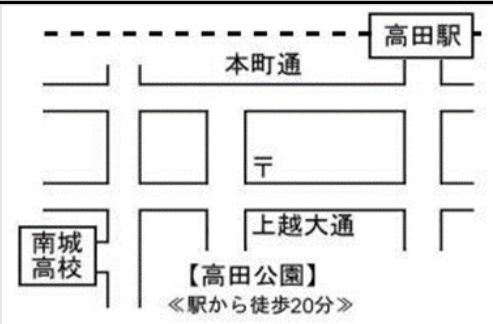 高田駅
本町通
〒
上越大通
南城
高校
【高田公園】
≪駅から徒歩20分≫